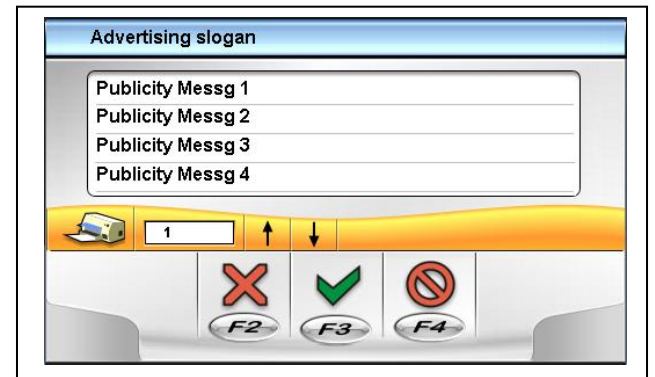 Advertising slogan
Publicity Messg 1
Publicity Messg 2
Publicity Messg 3
Publicity Messg 4
1
F2 F3 F4